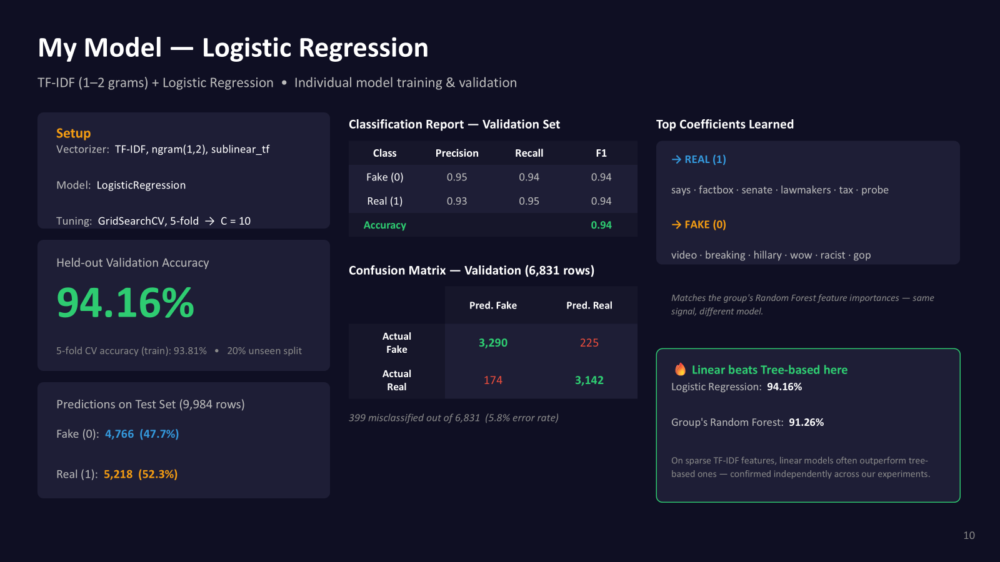 My Model — Logistic Regression
TF-IDF (1–2 grams) + Logistic Regression • Individual model training & validation
Setup
Vectorizer: TF-IDF, ngram(1,2), sublinear_tf
Model: LogisticRegression
Tuning: GridSearchCV, 5-fold → C = 10
Held-out Validation Accuracy
94.16%
5-fold CV accuracy (train): 93.81% • 20% unseen split
Predictions on Test Set (9,984 rows)
Fake (0): 4,766 (47.7%)
Real (1): 5,218 (52.3%)
Classification Report — Validation Set
Class Precision Recall F1
Fake (0) 0.95 0.94 0.94
Real (1) 0.93 0.95 0.94
Accuracy 0.94
Confusion Matrix — Validation (6,831 rows)
Pred. Fake Pred. Real
Actual
Fake 3,290 225
Actual
Real 174 3,142
399 misclassified out of 6,831 (5.8% error rate)
Top Coefficients Learned
→ REAL (1)
says · factbox · senate · lawmakers · tax · probe
→ FAKE (0)
video · breaking · hillary · wow · racist · gop
Matches the group's Random Forest feature importances — same
signal, different model.
🔥 Linear beats Tree-based here
Logistic Regression: 94.16%
Group's Random Forest: 91.26%
On sparse TF-IDF features, linear models often outperform tree-
based ones — confirmed independently across our experiments.
10